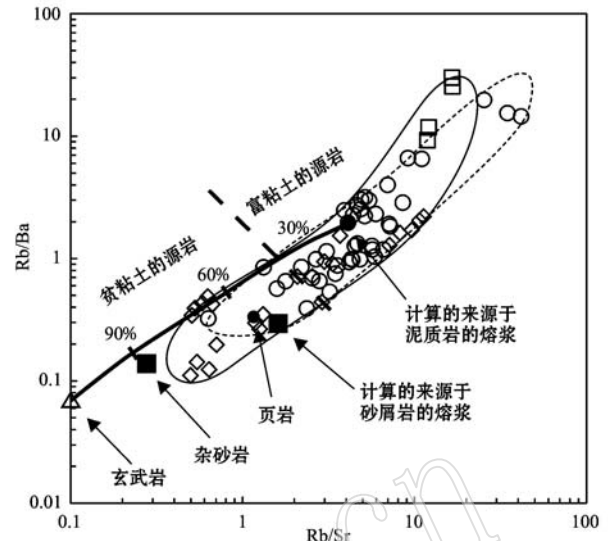 100
10
1
0.1
0.01
Rb/Ba
贫粘土的源岩
富粘土的源岩
30%
60%
90%
计算的来源于
泥质岩的熔浆
计算的来源于
砂屑岩的熔浆
页岩
杂砂岩
玄武岩
0.1
1
10
100
Rb/Sr
.cn